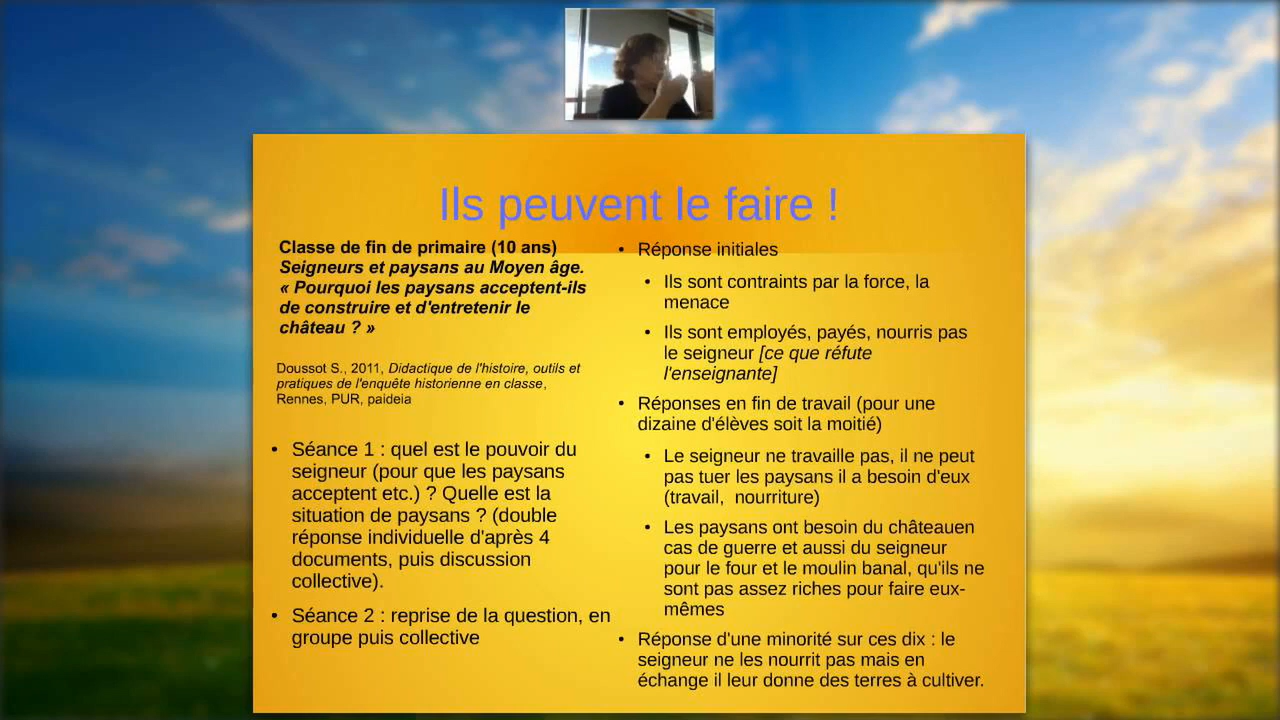 Ils peuvent le faire !
Classe de fin de primaire (10 ans)
Seigneurs et paysans au Moyen âge.
« Pourquoi les paysans acceptent-ils
de construire et d'entretenir le
château ? »
Doussot S., 2011, Didactique de l'histoire, outils et
pratiques de l'enquête historienne en classe,
Rennes, PUR, paideia
• Séance 1 : quel est le pouvoir du
seigneur (pour que les paysans
acceptent etc.) ? Quelle est la
situation de paysans ? (double
réponse individuelle d'après 4
documents, puis discussion
collective).
• Séance 2 : reprise de la question, en
groupe puis collective
• Réponse initiales
• Ils sont contraints par la force, la
menace
• Ils sont employés, payés, nourris pas
le seigneur [ce que réfute
l'enseignante]
• Réponses en fin de travail (pour une
dizaine d'élèves soit la moitié)
• Le seigneur ne travaille pas, il ne peut
pas tuer les paysans il a besoin d'eux
(travail, nourriture)
• Les paysans ont besoin du châteauen
cas de guerre et aussi du seigneur
pour le four et le moulin banal, qu'ils ne
sont pas assez riches pour faire eux-
mêmes
• Réponse d'une minorité sur ces dix : le
seigneur ne les nourrit pas mais en
échange il leur donne des terres à cultiver.